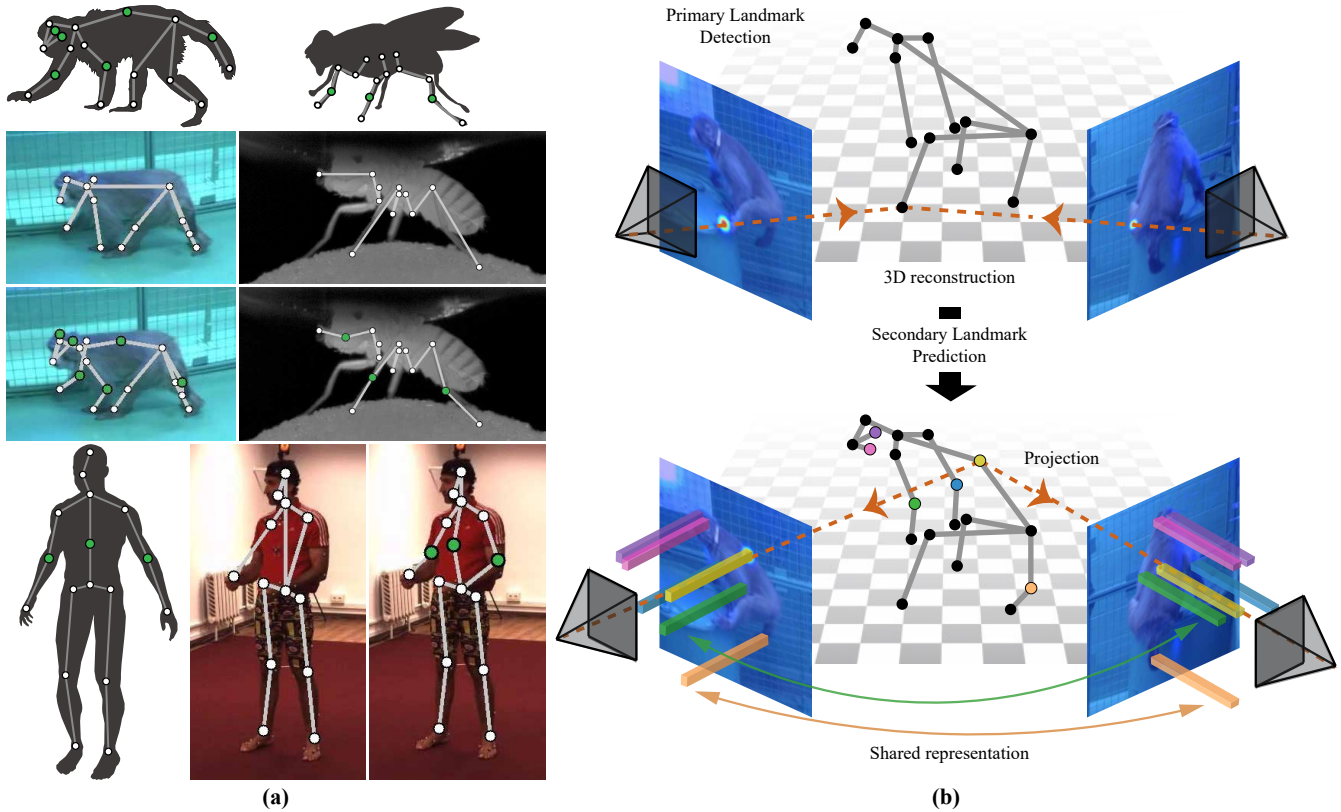 Primary Landmark
Detection
3D reconstruction
Secondary Landmark
Prediction
Projection
Shared representation
(a)
(b)